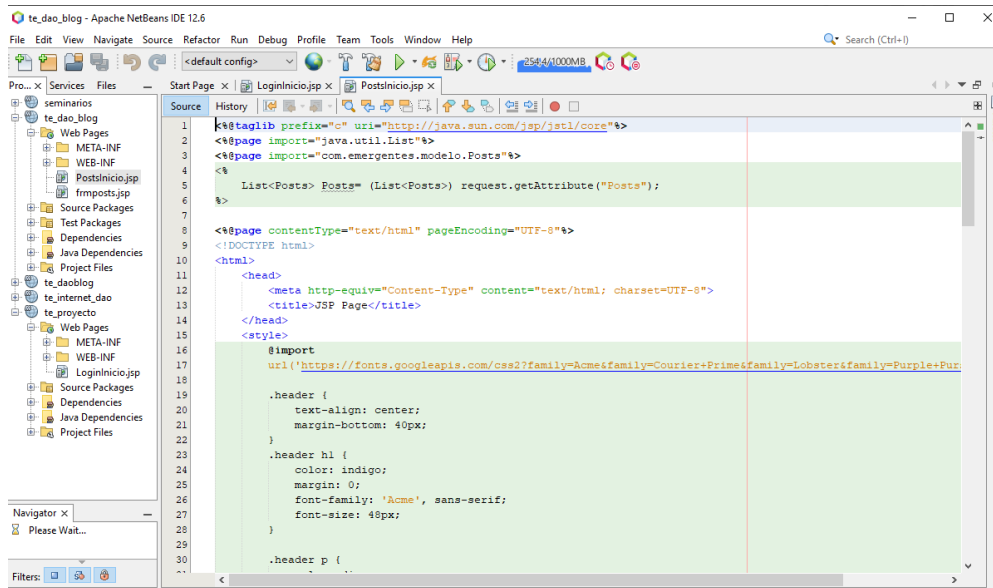 te_dao_blog - Apache NetBeans IDE 12.6
File Edit View Navigate Source Refactor Run Debug Profile Team Tools Window Help
Search (Ctrl+I)
<default config>
254,4/1000MB
Pro... Services Files
Start Page LoginInicio.jsp PostsInicio.jsp
Source History
seminarios
te_dao_blog
Web Pages
META-INF
WEB-INF
PostsInicio.jsp
frmposts.jsp
Source Packages
Test Packages
Dependencies
Java Dependencies
Project Files
te_daoblog
te_internet_dao
te_proyecto
Web Pages
META-INF
WEB-INF
LoginInicio.jsp
Source Packages
Dependencies
Java Dependencies
Project Files
Navigator
Please Wait...
Filters:
1 <%@taglib prefix="c" uri="http://java.sun.com/jsp/jstl/core"%>
2 <%@page import="java.util.List"%>
3 <%@page import="com.emergentes.modelo.Posts"%>
4 <%
5 List<Posts> Posts= (List<Posts>) request.getAttribute("Posts");
6 %>
7
8 <%@page contentType="text/html" pageEncoding="UTF-8"%>
9 <!DOCTYPE html>
10 <html>
11 <head>
12 <meta http-equiv="Content-Type" content="text/html; charset=UTF-8">
13 <title>JSP Page</title>
14 </head>
15 <style>
16 @import
17 url('https://fonts.googleapis.com/css2?family=Acme&family=Courier+Prime&family=Lobster&family=Purple+Pur
18
19 .header {
20 text-align: center;
21 margin-bottom: 40px;
22 }
23 .header h1 {
24 color: indigo;
25 margin: 0;
26 font-family: 'Acme', sans-serif;
27 font-size: 48px;
28 }
29
30 .header p {